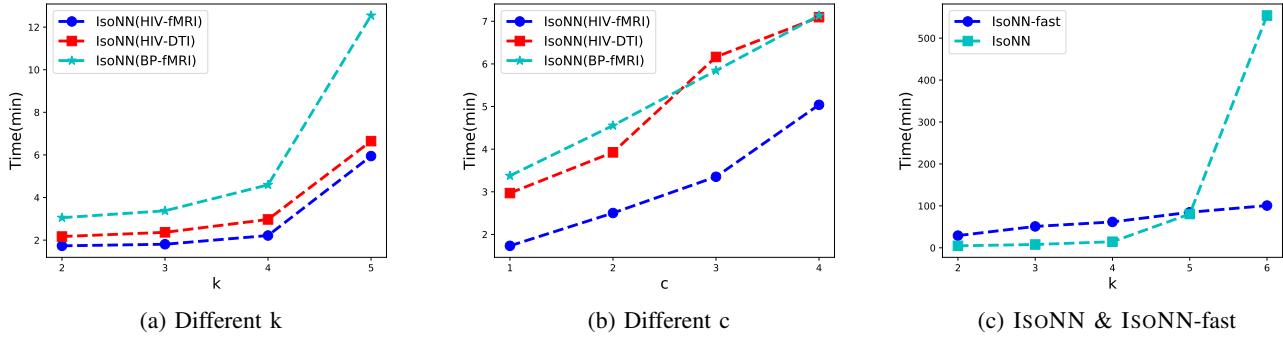 IsoNN(HIV-fMRI)
IsoNN(HIV-DTI)
IsoNN(BP-fMRI)
Time(min)
12
10
8
6
4
2
2 3 4 5
k
(a) Different k
IsoNN(HIV-fMRI)
IsoNN(HIV-DTI)
IsoNN(BP-fMRI)
Time(min)
7
6
5
4
3
2
1 2 3 4
c
(b) Different c
IsoNN-fast
IsoNN
Time(min)
500
400
300
200
100
0
2 3 4 5 6
k
(c) ISONN & ISONN-fast